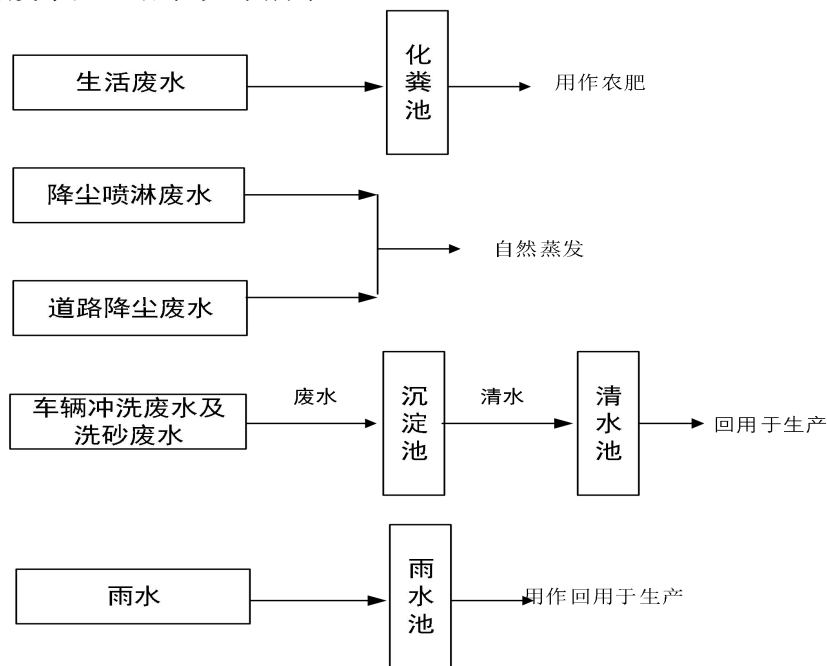 生活废水
化粪池
用作农肥
降尘喷淋废水
自然蒸发
道路降尘废水
车辆冲洗废水及
洗砂废水
废水
沉淀池
清水
清水池
回用于生产
雨水
雨水池
用作回用于生产